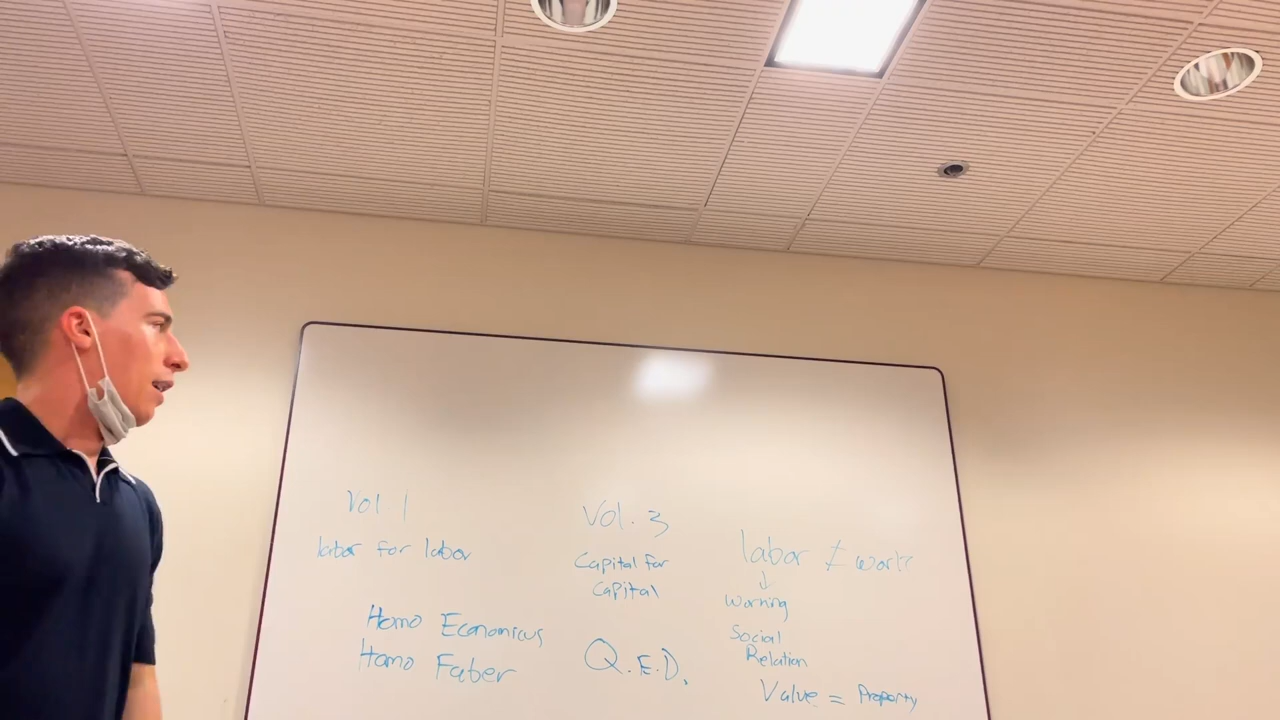 Vol 1
labor for labor
Homo Economicus
Homo Faber
Vol. 3
Capital for
Capital
Q.E.D.
labor ≠ work
↓
Working
Social
Relation
Value = Property